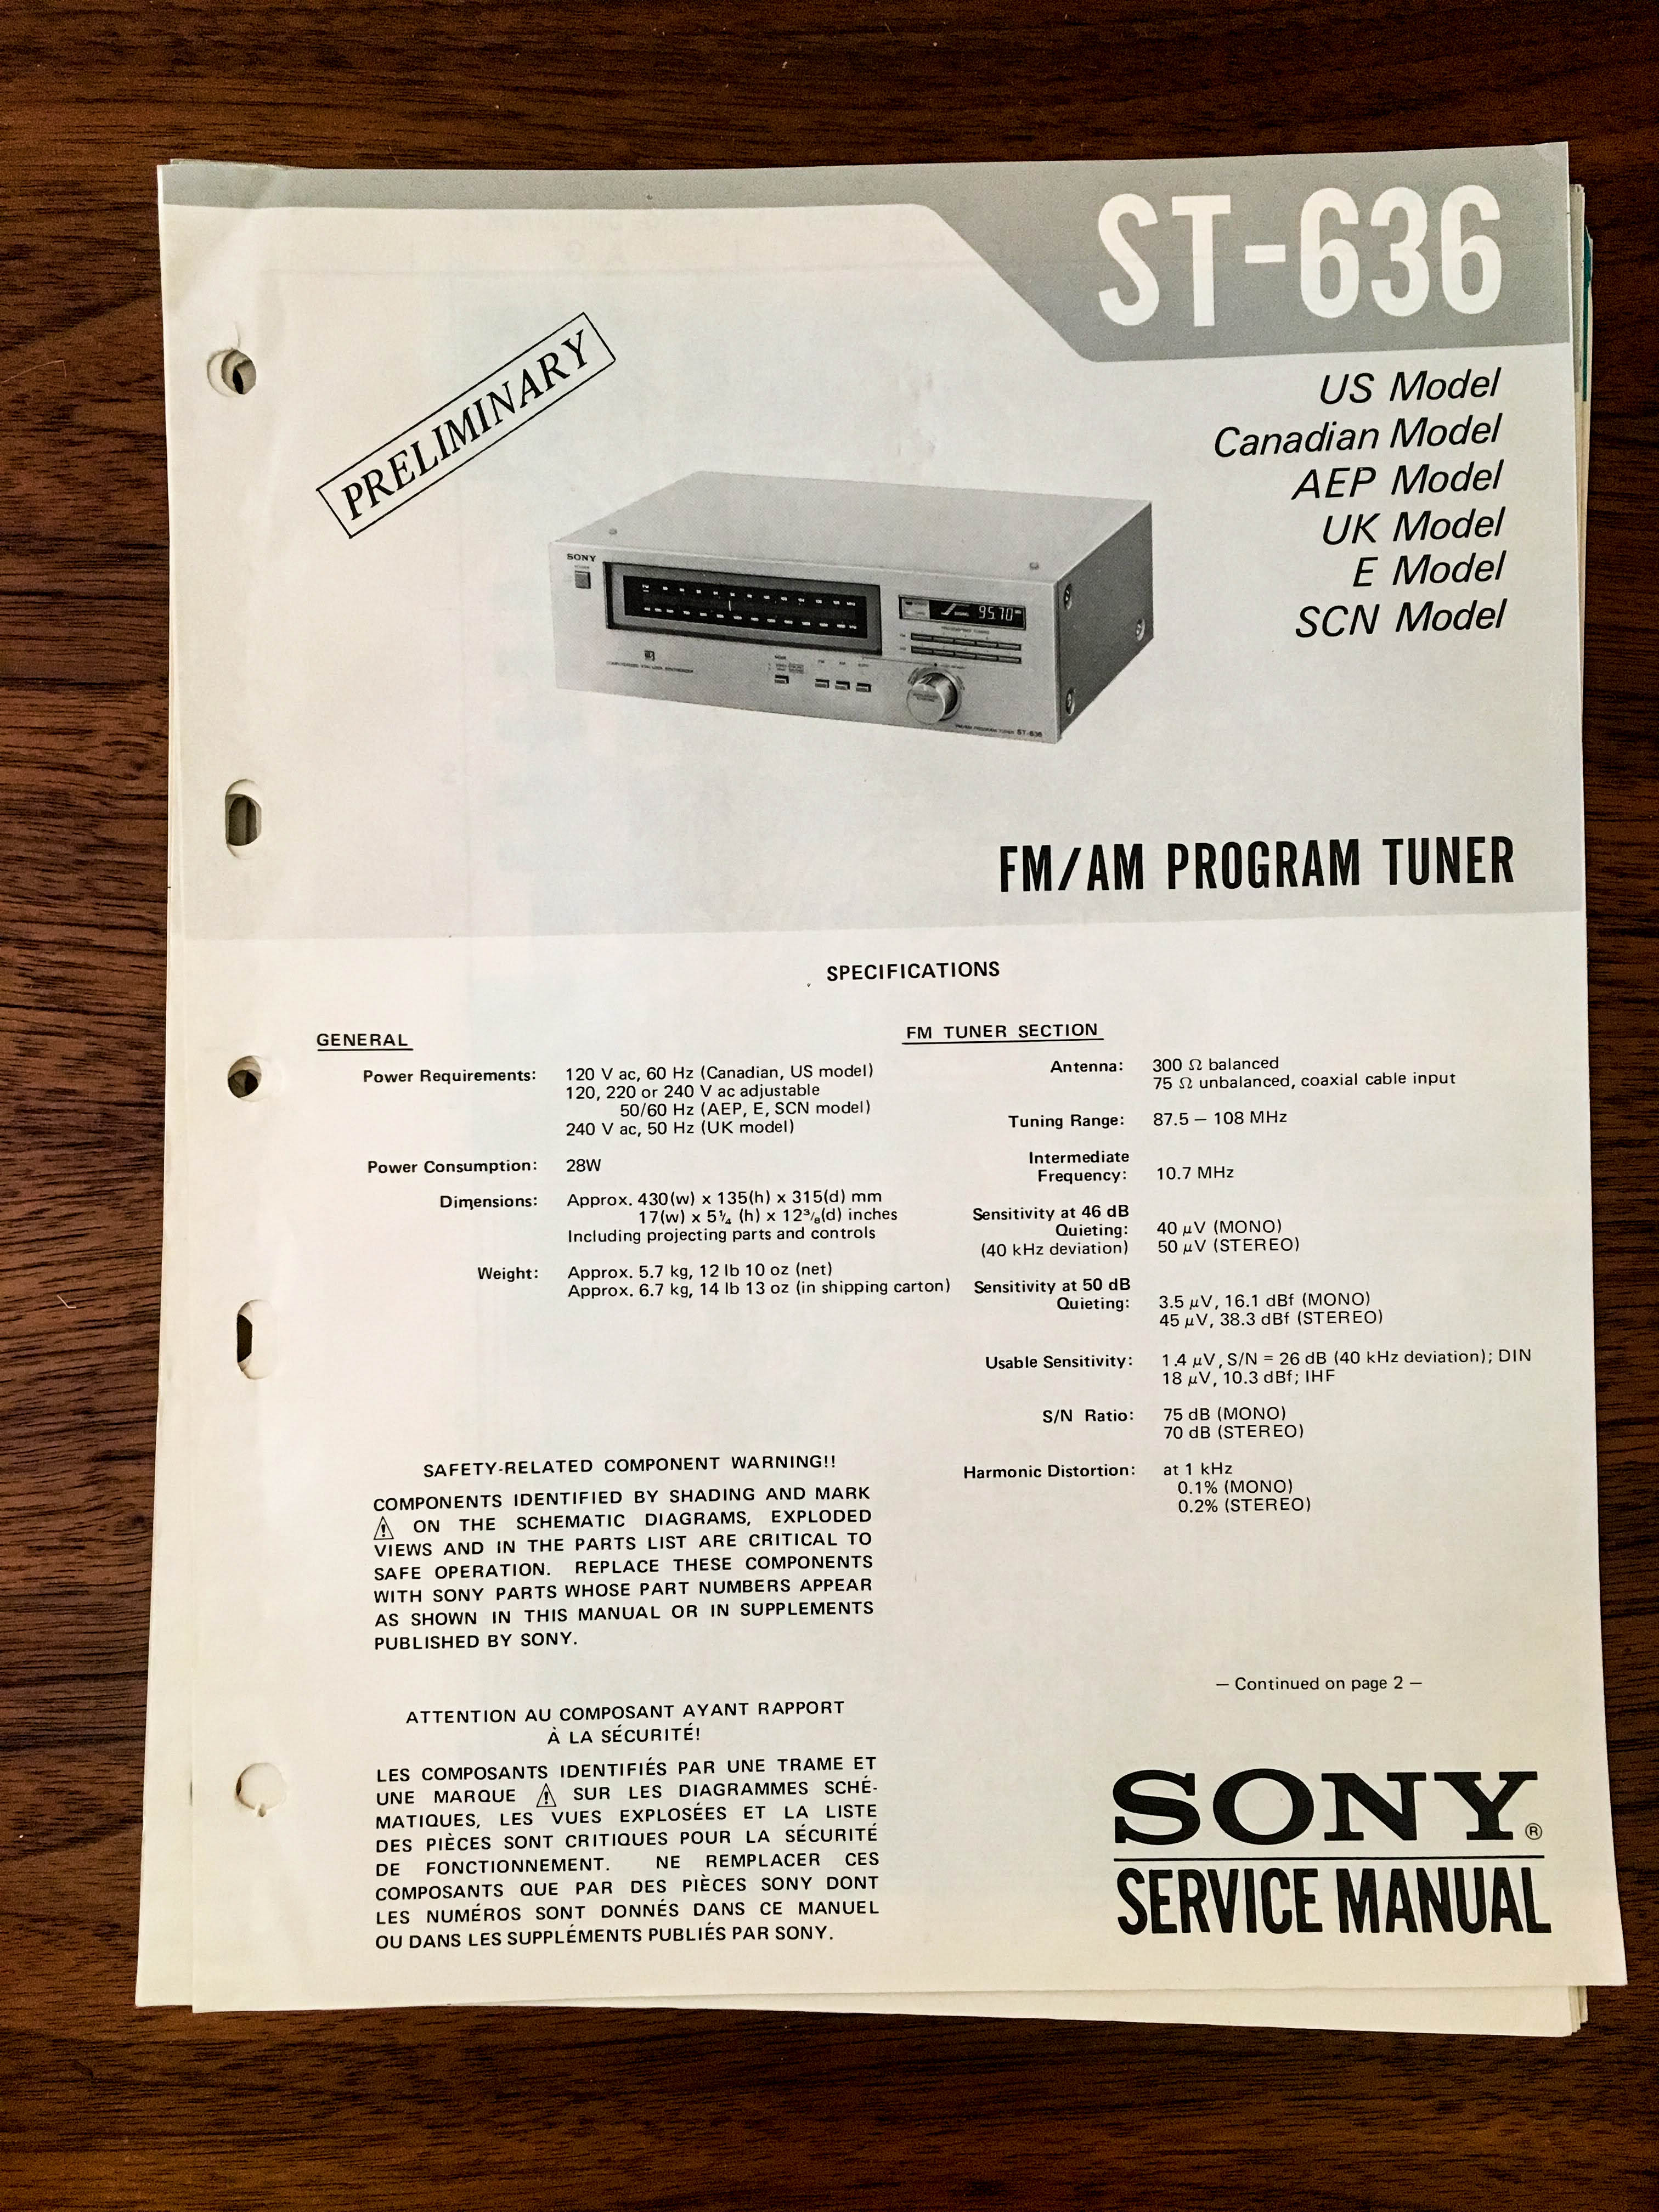 ST-636
PRELIMINARY
US Model
Canadian Model
AEP Model
UK Model
E Model
SCN Model
SONY
95.70
ST-636
FM/AM PROGRAM TUNER
SPECIFICATIONS
GENERAL
Power Requirements: 120 V ac, 60 Hz (Canadian, US model)
120, 220 or 240 V ac adjustable
50/60 Hz (AEP, E, SCN model)
240 V ac, 50 Hz (UK model)
Power Consumption: 28W
Dimensions: Approx. 430(w) x 135(h) x 315(d) mm
17(w) x 5¼ (h) x 12³/₈(d) inches
Including projecting parts and controls
Weight: Approx. 5.7 kg, 12 lb 10 oz (net)
Approx. 6.7 kg, 14 lb 13 oz (in shipping carton)
SAFETY-RELATED COMPONENT WARNING!!
COMPONENTS IDENTIFIED BY SHADING AND MARK
⚠ ON THE SCHEMATIC DIAGRAMS, EXPLODED
VIEWS AND IN THE PARTS LIST ARE CRITICAL TO
SAFE OPERATION. REPLACE THESE COMPONENTS
WITH SONY PARTS WHOSE PART NUMBERS APPEAR
AS SHOWN IN THIS MANUAL OR IN SUPPLEMENTS
PUBLISHED BY SONY.
ATTENTION AU COMPOSANT AYANT RAPPORT
À LA SÉCURITÉ!
LES COMPOSANTS IDENTIFIÉS PAR UNE TRAME ET
UNE MARQUE ⚠ SUR LES DIAGRAMMES SCHÉ-
MATIQUES, LES VUES EXPLOSÉES ET LA LISTE
DES PIÈCES SONT CRITIQUES POUR LA SÉCURITÉ
DE FONCTIONNEMENT. NE REMPLACER CES
COMPOSANTS QUE PAR DES PIÈCES SONY DONT
LES NUMÉROS SONT DONNÉS DANS CE MANUEL
OU DANS LES SUPPLÉMENTS PUBLIÉS PAR SONY.
FM TUNER SECTION
Antenna: 300 Ω balanced
75 Ω unbalanced, coaxial cable input
Tuning Range: 87.5 – 108 MHz
Intermediate
Frequency: 10.7 MHz
Sensitivity at 46 dB
Quieting: 40 μV (MONO)
(40 kHz deviation) 50 μV (STEREO)
Sensitivity at 50 dB
Quieting: 3.5 μV, 16.1 dBf (MONO)
45 μV, 38.3 dBf (STEREO)
Usable Sensitivity: 1.4 μV, S/N = 26 dB (40 kHz deviation); DIN
18 μV, 10.3 dBf; IHF
S/N Ratio: 75 dB (MONO)
70 dB (STEREO)
Harmonic Distortion: at 1 kHz
0.1% (MONO)
0.2% (STEREO)
– Continued on page 2 –
SONY®
SERVICE MANUAL